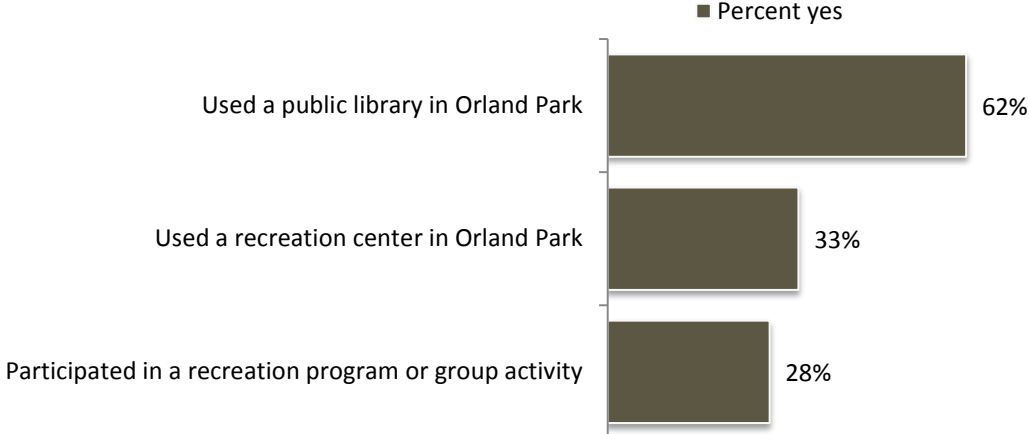 Percent yes
Used a public library in Orland Park 62%
Used a recreation center in Orland Park 33%
Participated in a recreation program or group activity 28%